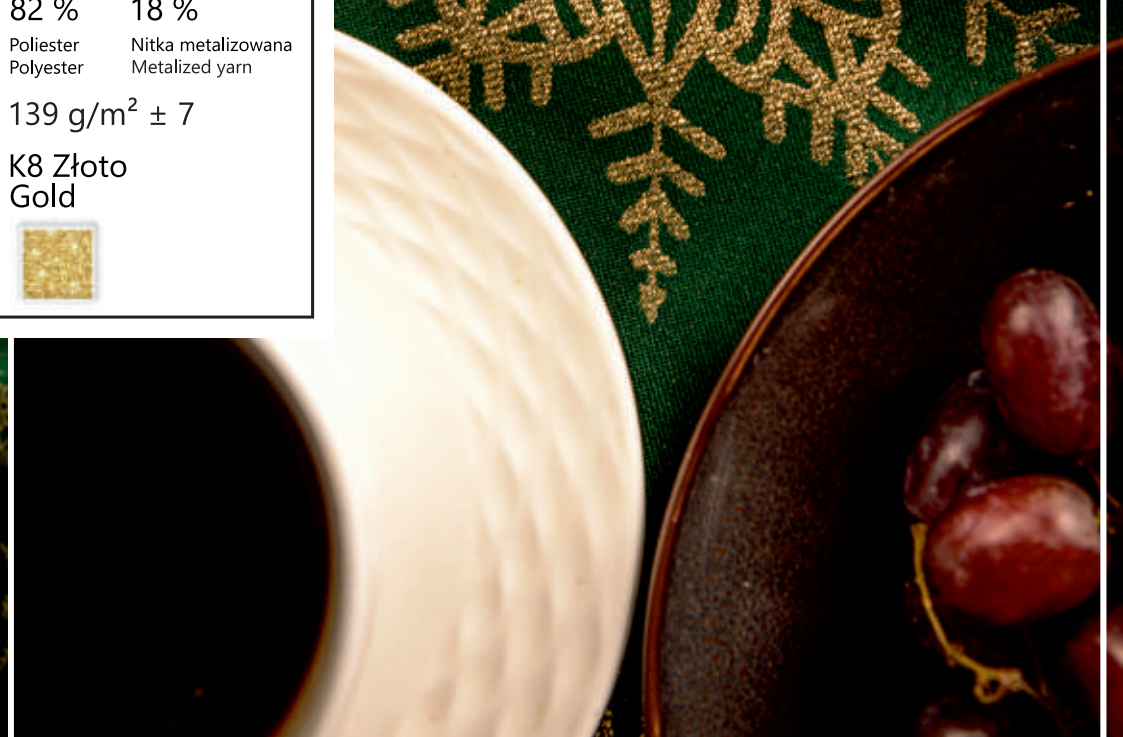 82 % 18 %
Poliester Nitka metalizowana
Polyester Metalized yarn
139 g/m² ± 7
K8 Złoto
Gold